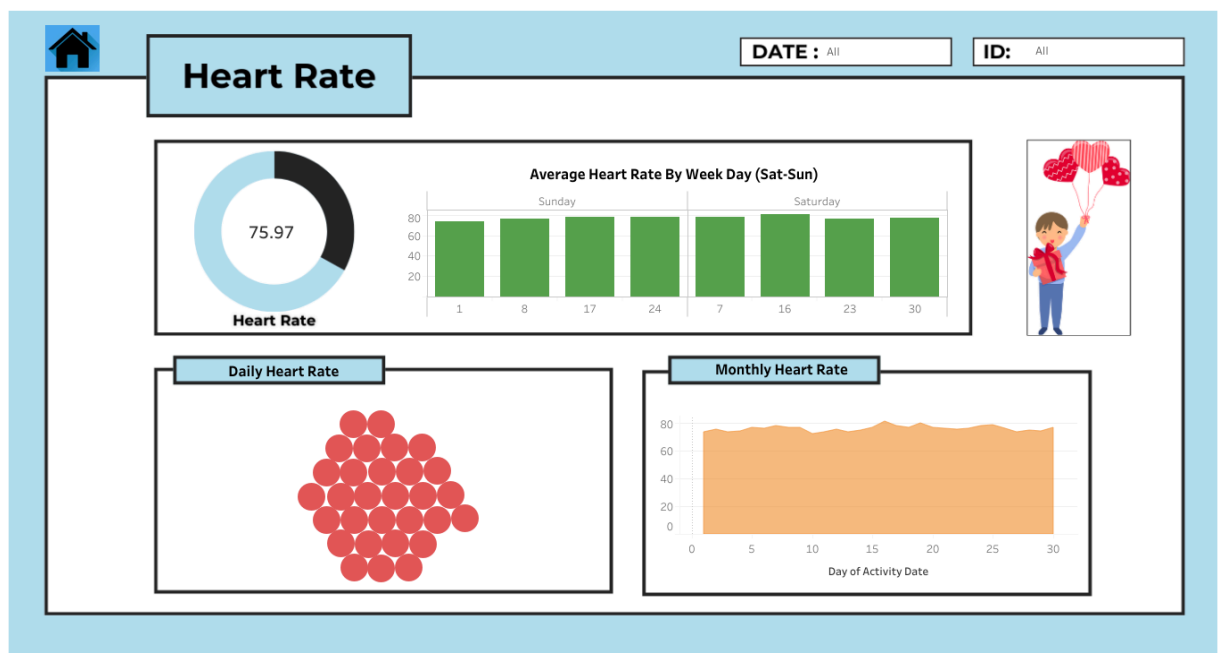 Heart Rate
DATE : All
ID: All
75.97
Heart Rate
Average Heart Rate By Week Day (Sat-Sun)
Sunday Saturday
80
60
40
20
1 8 17 24 7 16 23 30
Daily Heart Rate
Monthly Heart Rate
80
60
40
20
0
0 5 10 15 20 25 30
Day of Activity Date